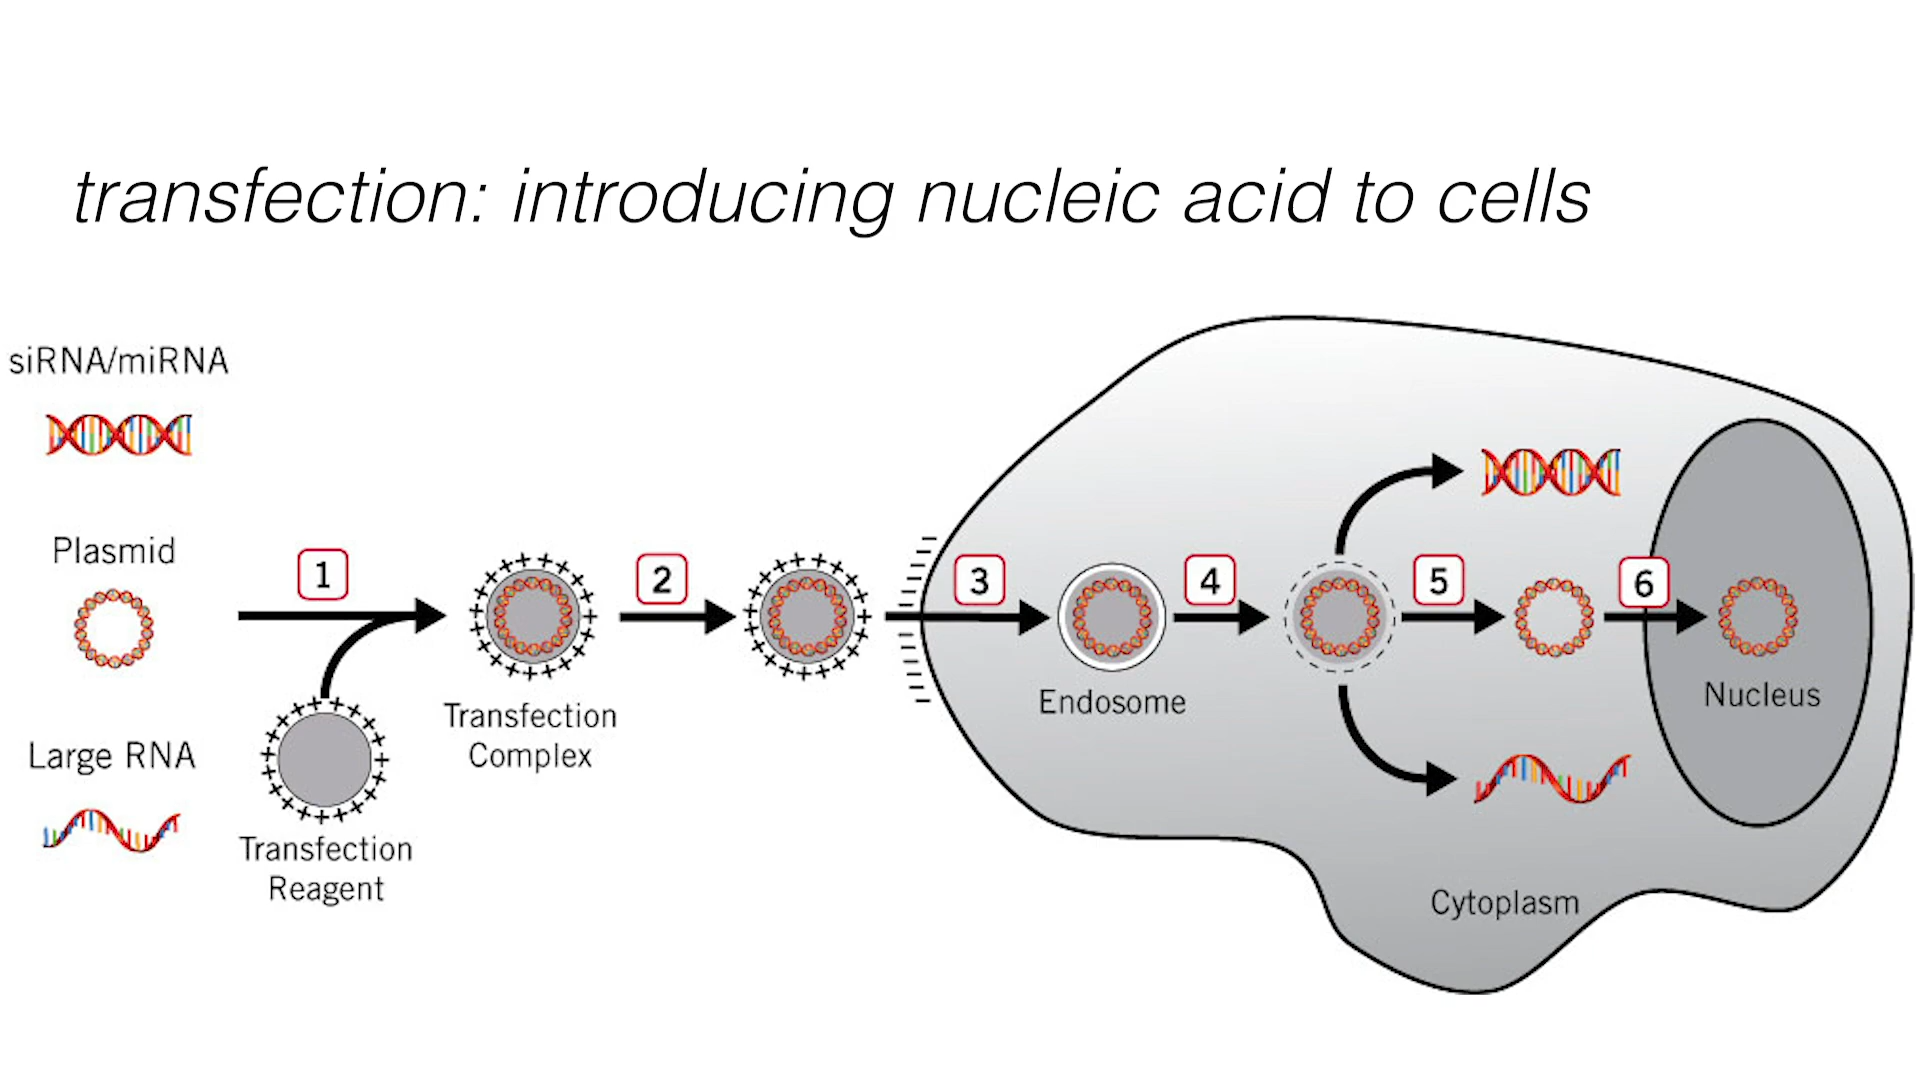 transfection: introducing nucleic acid to cells
siRNA/miRNA
Plasmid
Large RNA
1
Transfection
Reagent
Transfection
Complex
2
3
Endosome
4
5
6
Nucleus
Cytoplasm